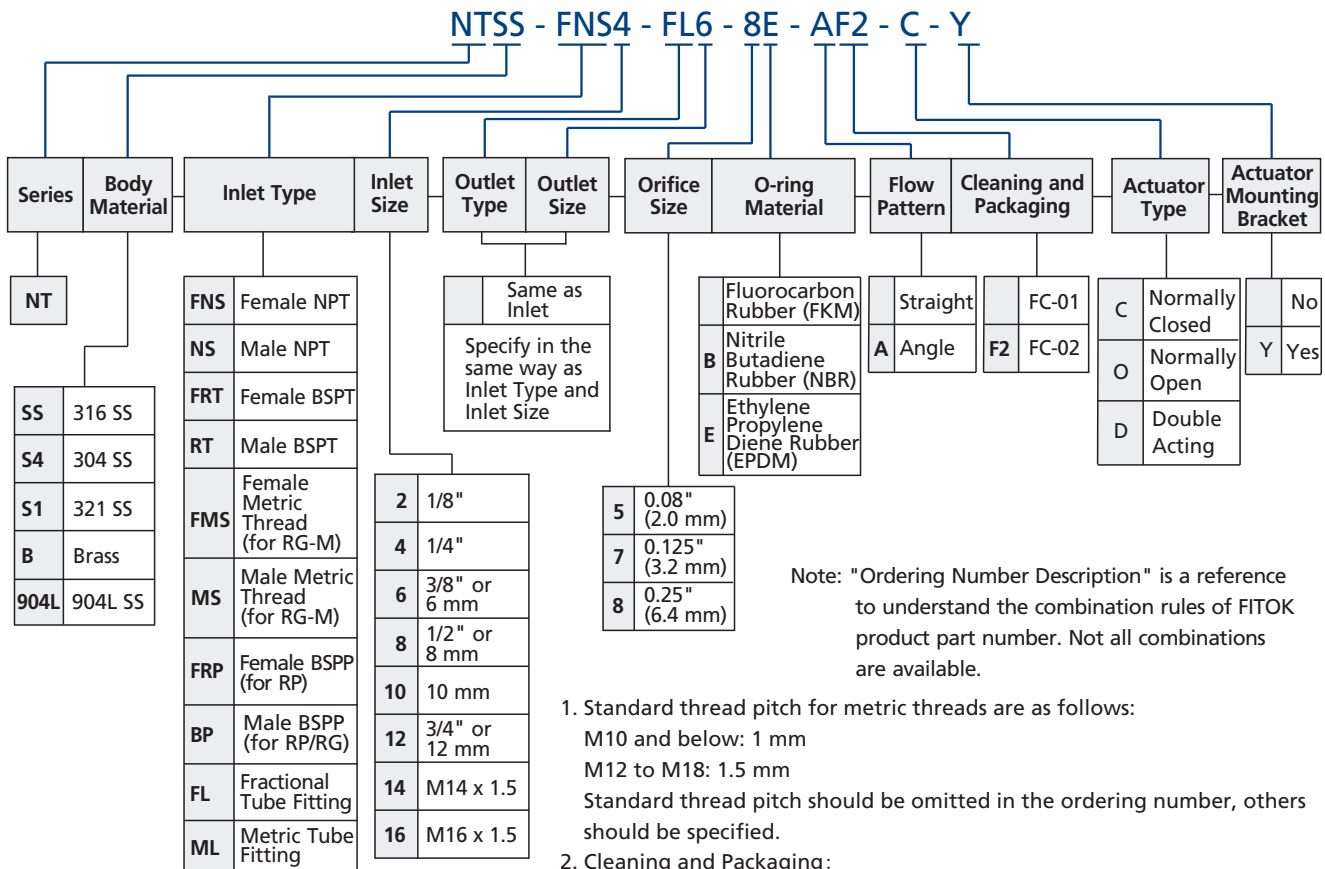 NTSS - FNS4 - FL6 - 8E - AF2 - C - Y
Series
Body
Material
Inlet Type
Inlet
Size
Outlet
Type
Outlet
Size
Orifice
Size
O-ring
Material
Flow
Pattern
Cleaning and
Packaging
Actuator
Type
Actuator
Mounting
Bracket
NT
SS 316 SS
S4 304 SS
S1 321 SS
B Brass
904L 904L SS
FNS Female NPT
NS Male NPT
FRT Female BSPT
RT Male BSPT
Female
Metric
FMS Thread
(for RG-M)
Male Metric
MS Thread
(for RG-M)
FRP Female BSPP
(for RP)
BP Male BSPP
(for RP/RG)
FL Fractional
Tube Fitting
ML Metric Tube
Fitting
2 1/8"
4 1/4"
6 3/8" or
6 mm
8 1/2" or
8 mm
10 10 mm
12 3/4" or
12 mm
14 M14 x 1.5
16 M16 x 1.5
Same as
Inlet
Specify in the
same way as
Inlet Type and
Inlet Size
5 0.08"
(2.0 mm)
7 0.125"
(3.2 mm)
8 0.25"
(6.4 mm)
Fluorocarbon
Rubber (FKM)
Nitrile
B Butadiene
Rubber (NBR)
Ethylene
Propylene
E Diene Rubber
(EPDM)
Straight
A Angle
FC-01
F2 FC-02
C Normally
Closed
O Normally
Open
D Double
Acting
No
Y Yes
Note: "Ordering Number Description" is a reference
to understand the combination rules of FITOK
product part number. Not all combinations
are available.
1. Standard thread pitch for metric threads are as follows:
M10 and below: 1 mm
M12 to M18: 1.5 mm
Standard thread pitch should be omitted in the ordering number, others
should be specified.
2. Cleaning and Packaging: